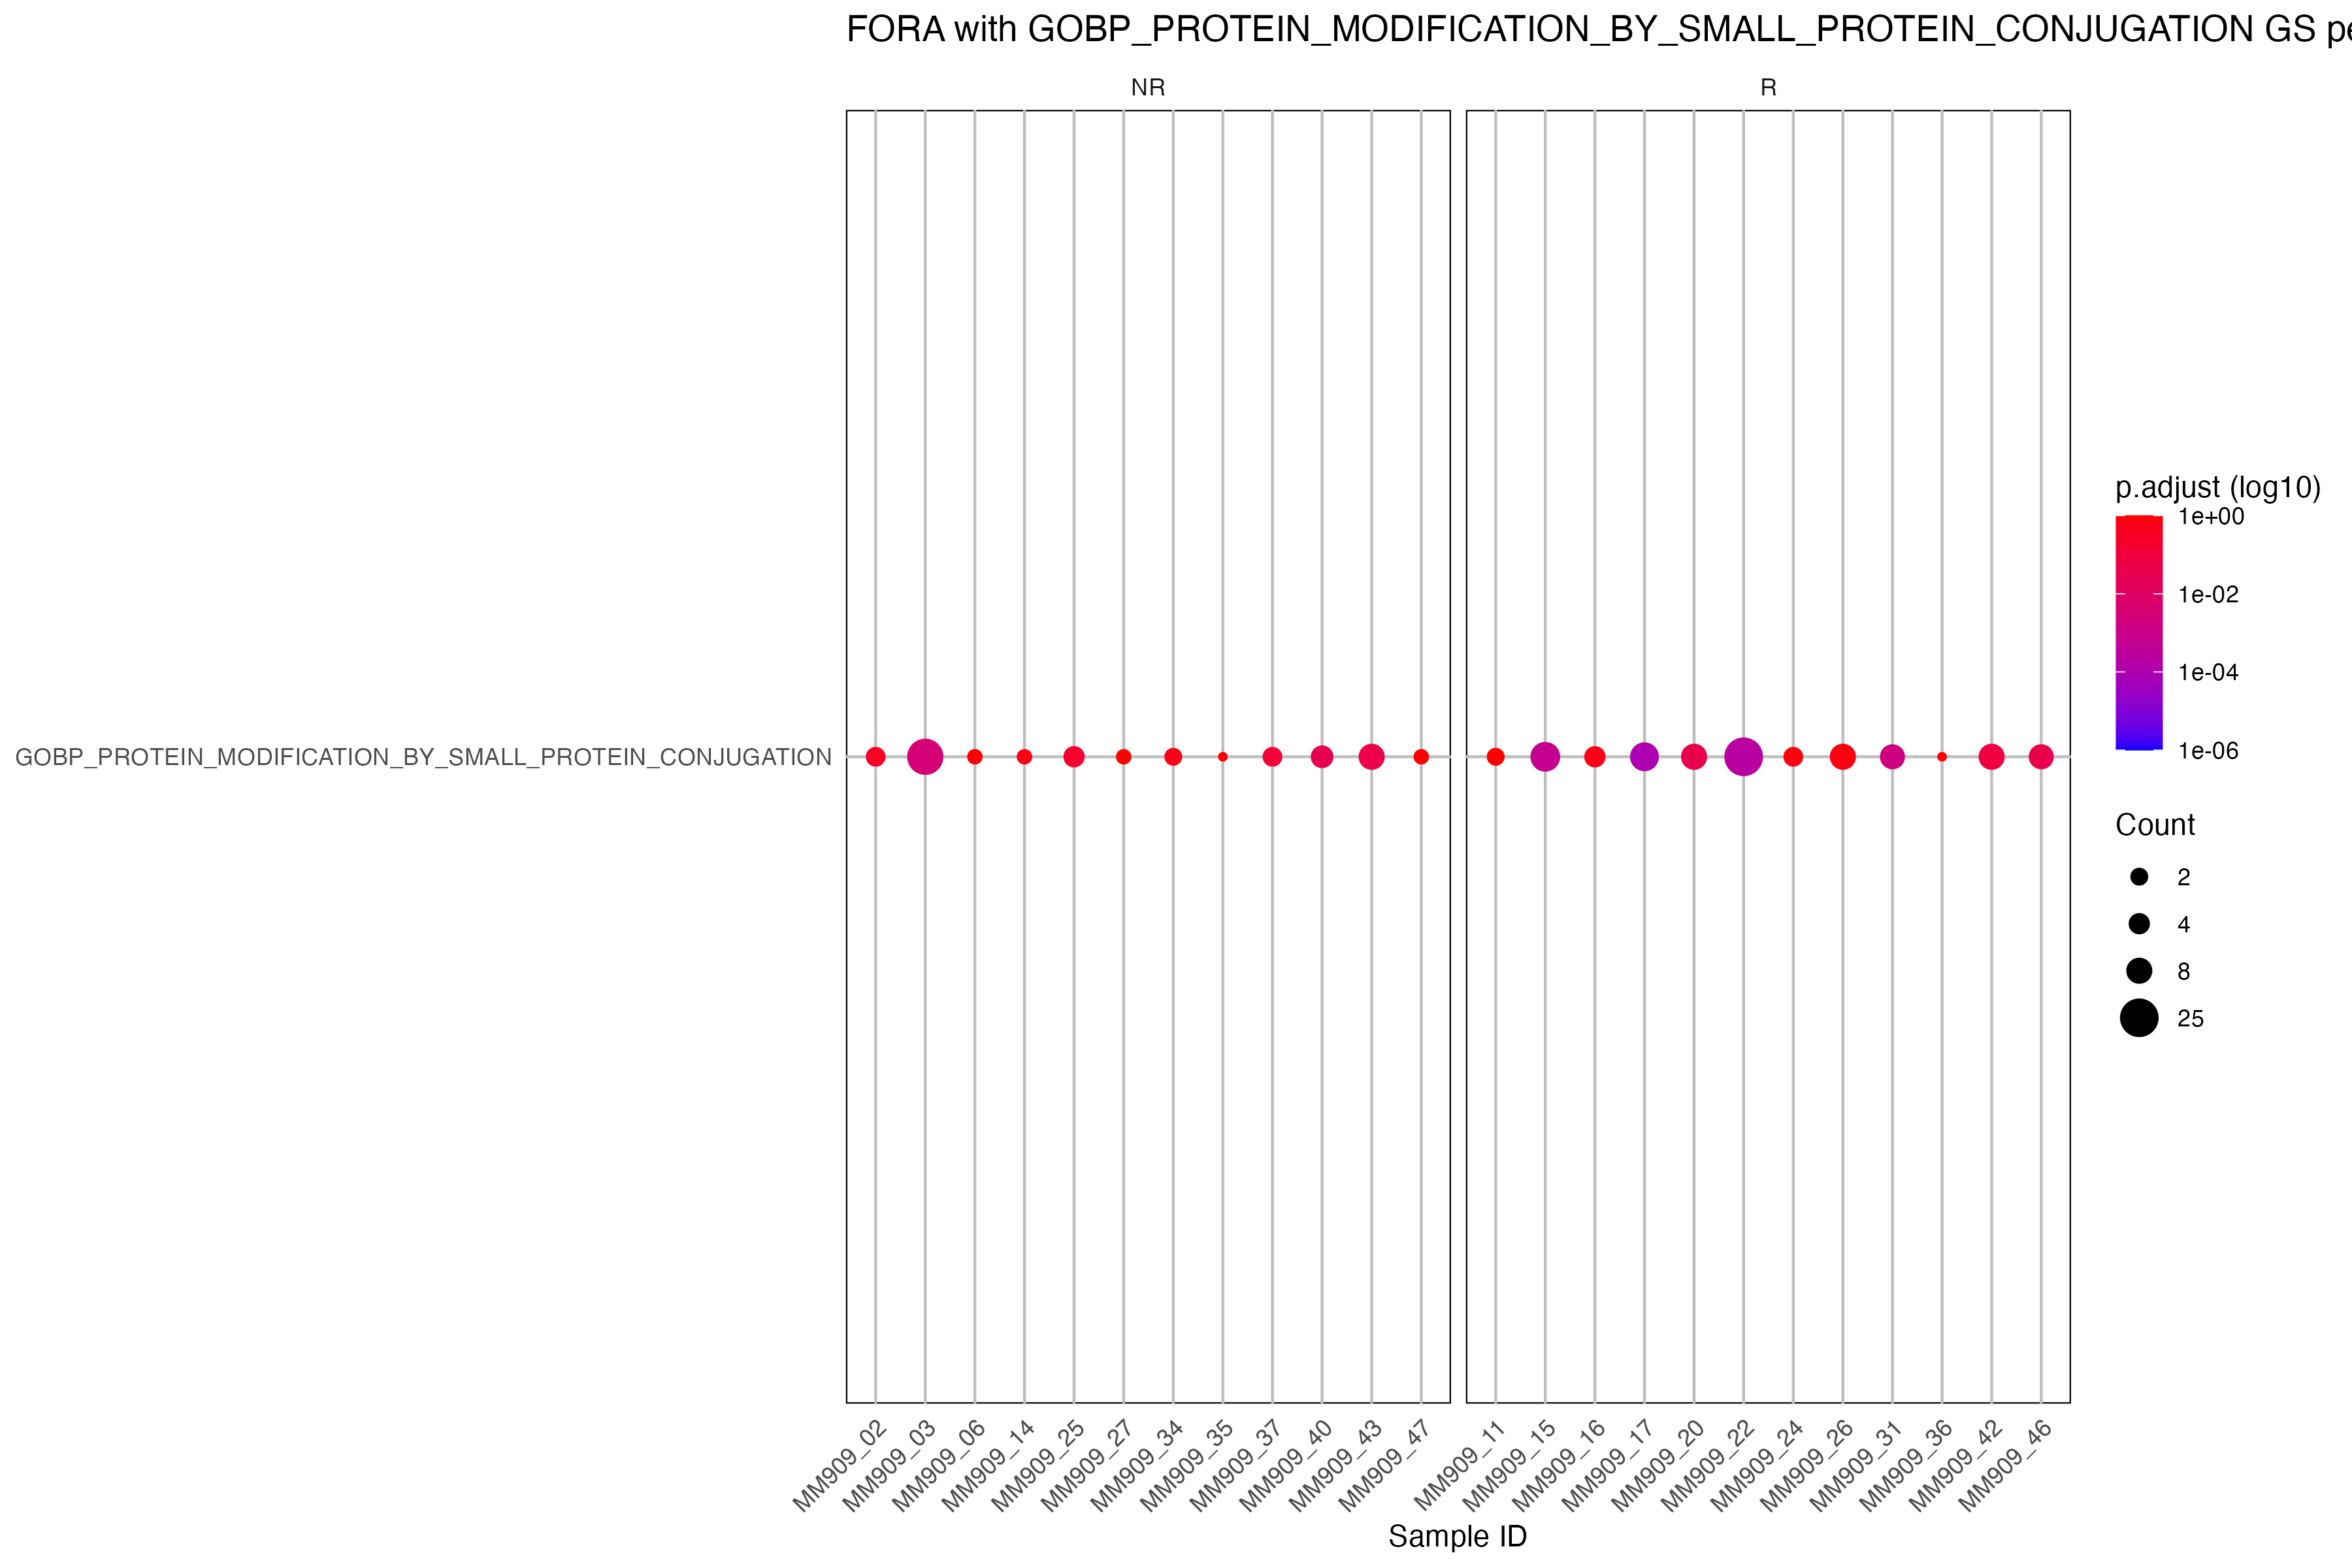 FORA with GOBP_PROTEIN_MODIFICATION_BY_SMALL_PROTEIN_CONJUGATION GS pe
NR
R
GOBP_PROTEIN_MODIFICATION_BY_SMALL_PROTEIN_CONJUGATION
p.adjust (log10)
1e+00
1e-02
1e-04
1e-06
Count
2
4
8
25
MM909_02
MM909_03
MM909_06
MM909_14
MM909_25
MM909_27
MM909_34
MM909_35
MM909_37
MM909_40
MM909_43
MM909_47
MM909_11
MM909_15
MM909_16
MM909_17
MM909_20
MM909_22
MM909_24
MM909_26
MM909_31
MM909_36
MM909_42
MM909_46
Sample ID